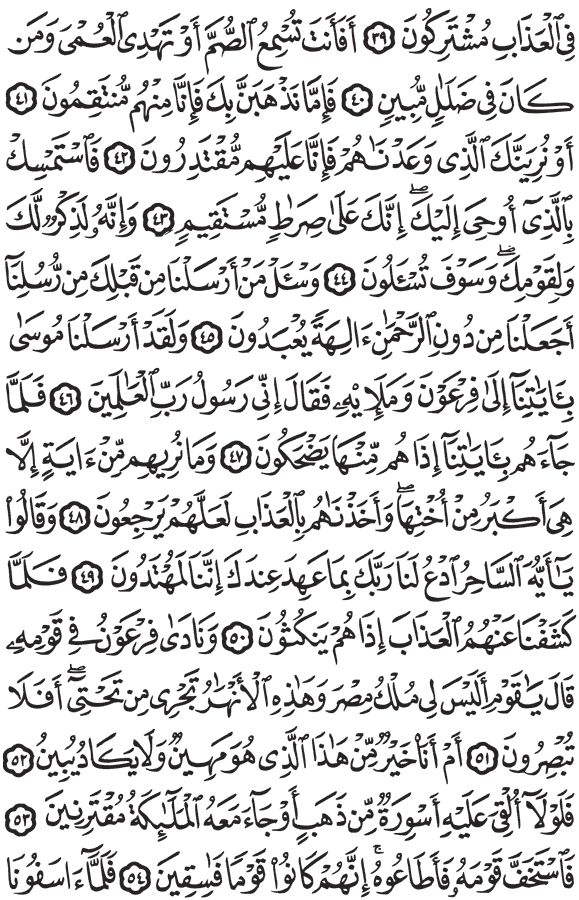 فِي ٱلْعَذَابِ مُشْتَرِكُونَ ٣٩ أَفَأَنتَ تُسْمِعُ ٱلصُّمَّ أَوْ تَهْدِي ٱلْعُمْيَ وَمَن
كَانَ فِي ضَلَٰلٍ مُّبِينٍ ٤٠ فَإِمَّا نَذْهَبَنَّ بِكَ فَإِنَّا مِنْهُم مُّنتَقِمُونَ ٤١
أَوْ نُرِيَنَّكَ ٱلَّذِي وَعَدْنَٰهُمْ فَإِنَّا عَلَيْهِم مُّقْتَدِرُونَ ٤٢ فَٱسْتَمْسِكْ
بِٱلَّذِيٓ أُوحِيَ إِلَيْكَۖ إِنَّكَ عَلَىٰ صِرَٰطٍ مُّسْتَقِيمٍ ٤٣ وَإِنَّهُۥ لَذِكْرٌ لَّكَ
وَلِقَوْمِكَۖ وَسَوْفَ تُسْـَٔلُونَ ٤٤ وَسْـَٔلْ مَنْ أَرْسَلْنَا مِن قَبْلِكَ مِن رُّسُلِنَآ
أَجَعَلْنَا مِن دُونِ ٱلرَّحْمَٰنِ ءَالِهَةً يُعْبَدُونَ ٤٥ وَلَقَدْ أَرْسَلْنَا مُوسَىٰ
بِـَٔايَٰتِنَآ إِلَىٰ فِرْعَوْنَ وَمَلَإِيْهِۦ فَقَالَ إِنِّي رَسُولُ رَبِّ ٱلْعَٰلَمِينَ ٤٦ فَلَمَّا
جَآءَهُم بِـَٔايَٰتِنَآ إِذَا هُم مِّنْهَا يَضْحَكُونَ ٤٧ وَمَا نُرِيهِم مِّنْ ءَايَةٍ إِلَّا
هِيَ أَكْبَرُ مِنْ أُخْتِهَاۖ وَأَخَذْنَٰهُم بِٱلْعَذَابِ لَعَلَّهُمْ يَرْجِعُونَ ٤٨ وَقَالُوا۟
يَٰٓأَيُّهَ ٱلسَّاحِرُ ٱدْعُ لَنَا رَبَّكَ بِمَا عَهِدَ عِندَكَ إِنَّنَا لَمُهْتَدُونَ ٤٩ فَلَمَّا
كَشَفْنَا عَنْهُمُ ٱلْعَذَابَ إِذَا هُمْ يَنكُثُونَ ٥٠ وَنَادَىٰ فِرْعَوْنُ فِي قَوْمِهِۦ
قَالَ يَٰقَوْمِ أَلَيْسَ لِي مُلْكُ مِصْرَ وَهَٰذِهِ ٱلْأَنْهَٰرُ تَجْرِي مِن تَحْتِيٓۖ أَفَلَا
تُبْصِرُونَ ٥١ أَمْ أَنَا۠ خَيْرٌ مِّنْ هَٰذَا ٱلَّذِي هُوَ مَهِينٌ وَلَا يَكَادُ يُبِينُ ٥٢
فَلَوْلَآ أُلْقِيَ عَلَيْهِ أَسْوِرَةٌ مِّن ذَهَبٍ أَوْ جَآءَ مَعَهُ ٱلْمَلَٰٓئِكَةُ مُقْتَرِنِينَ ٥٣
فَٱسْتَخَفَّ قَوْمَهُۥ فَأَطَاعُوهُۚ إِنَّهُمْ كَانُوا۟ قَوْمًا فَٰسِقِينَ ٥٤ فَلَمَّآ ءَاسَفُونَا